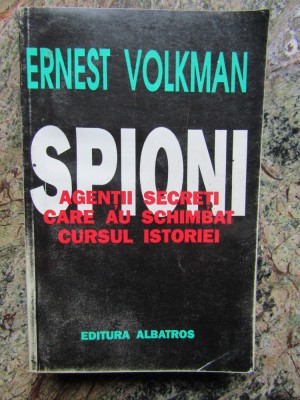 ERNEST VOLKMAN
SPIONI
AGENȚII SECREȚI
CARE AU SCHIMBAT
CURSUL ISTORIEI
EDITURA ALBATROS